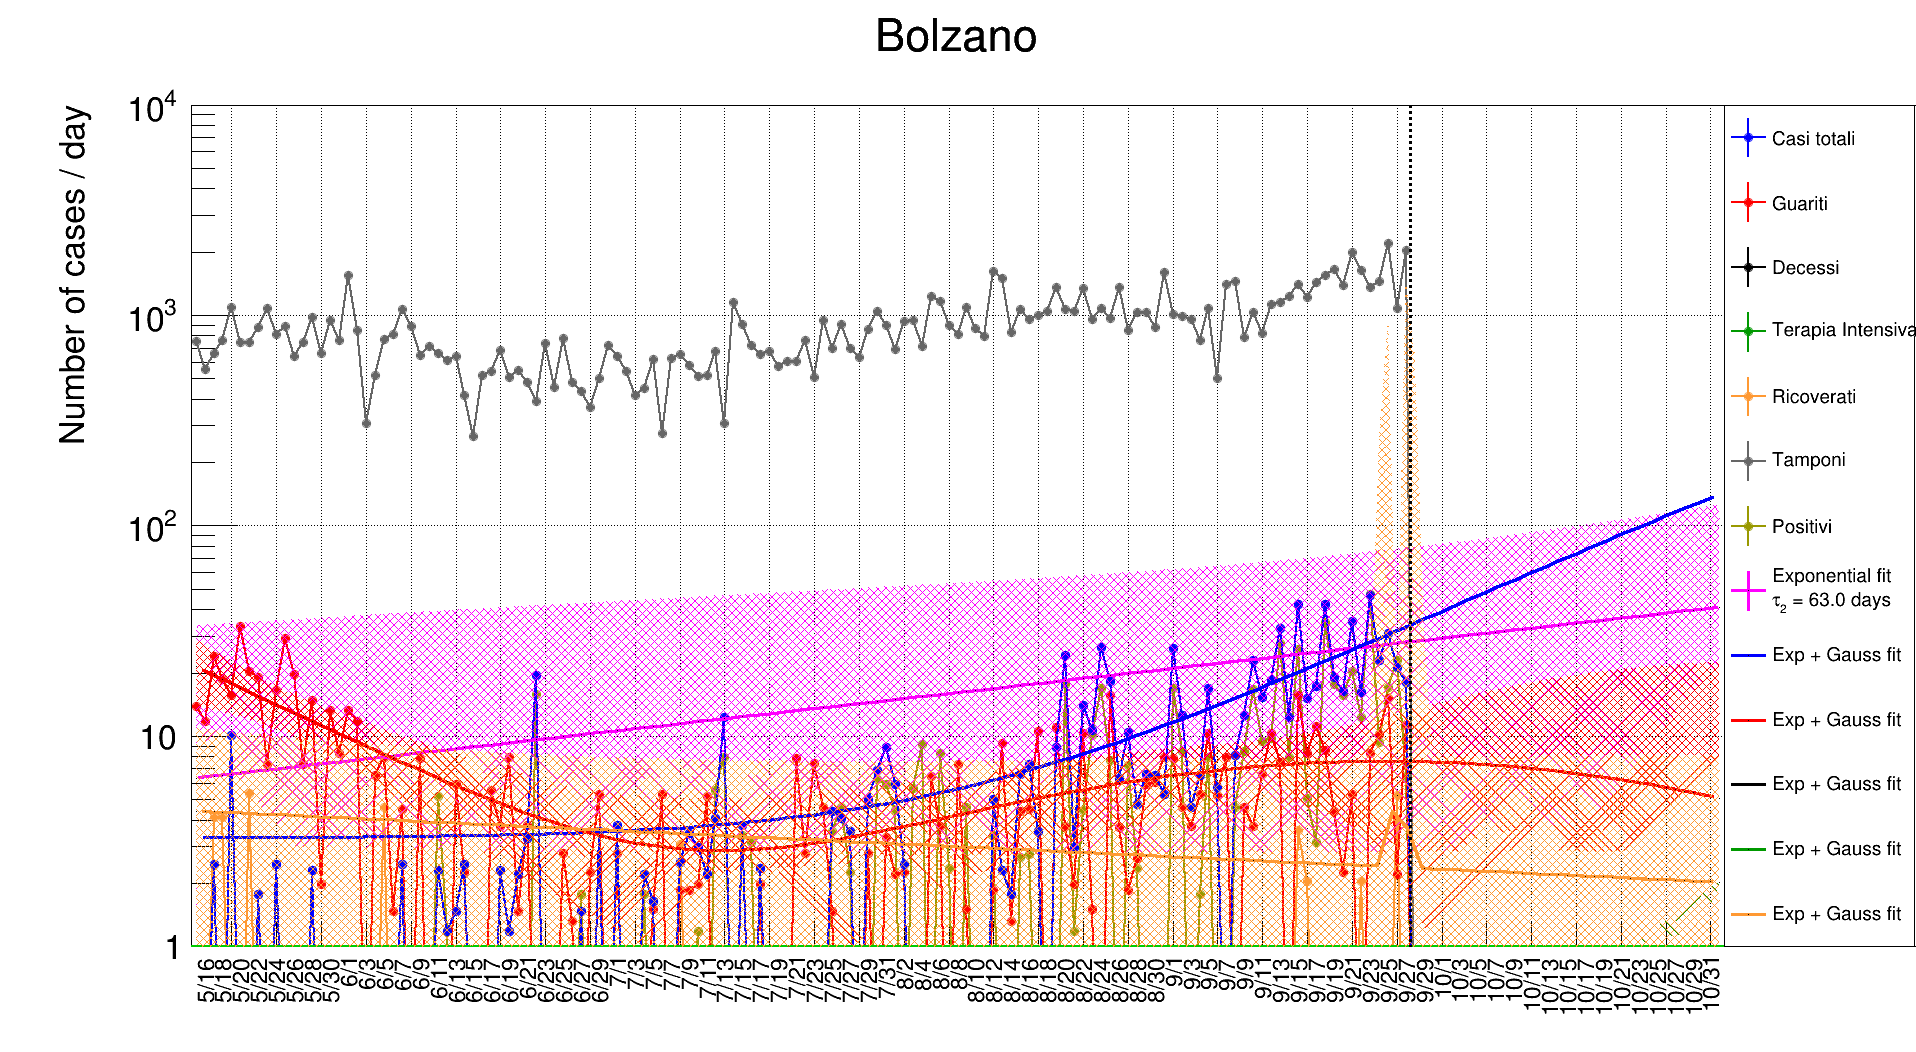 Bolzano
Number of cases / day
10^4
10^3
10^2
10
1
5/16 5/18 5/20 5/22 5/24 5/26 5/28 5/30 6/1 6/3 6/5 6/7 6/9 6/11 6/13 6/15 6/17 6/19 6/21 6/23 6/25 6/27 6/29 7/1 7/3 7/5 7/7 7/9 7/11 7/13 7/15 7/17 7/19 7/21 7/23 7/25 7/27 7/29 7/31 8/2 8/4 8/6 8/8 8/10 8/12 8/14 8/16 8/18 8/20 8/22 8/24 8/26 8/28 8/30 9/1 9/3 9/5 9/7 9/9 9/11 9/13 9/15 9/17 9/19 9/21 9/23 9/25 9/27 9/29 10/1 10/3 10/5 10/7 10/9 10/11 10/13 10/15 10/17 10/19 10/21 10/23 10/25 10/27 10/29 10/31
Casi totali
Guariti
Decessi
Terapia Intensiva
Ricoverati
Tamponi
Positivi
Exponential fit
τ₂ = 63.0 days
Exp + Gauss fit
Exp + Gauss fit
Exp + Gauss fit
Exp + Gauss fit
Exp + Gauss fit